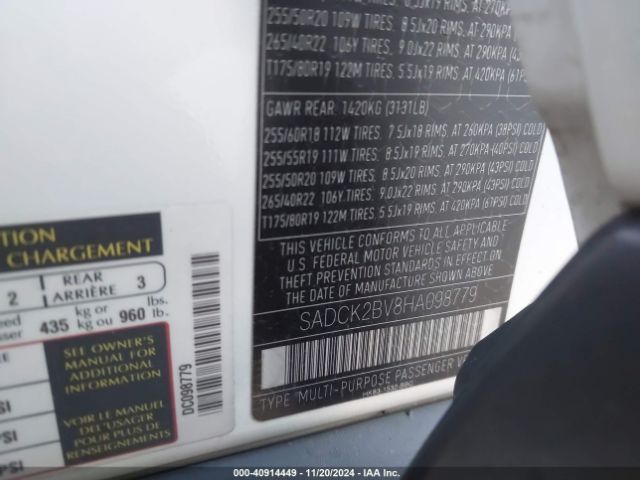 255/50R20 109W TIRES. 8 5Jx20 RIMS. AT 290KPA
265/40R22 106Y TIRES. 9 0Jx22 RIMS. AT 290KPA
T175/80R19 122M TIRES. 5 5Jx19 RIMS. AT 420KPA (61PSI)
GAWR REAR: 1420KG (3131LB)
255/60R18 112W TIRES. 7 5Jx18 RIMS. AT 260KPA (38PSI) COLD
255/55R19 111W TIRES. 8.5Jx19 RIMS. AT 270KPA (40PSI) COLD
255/50R20 109W TIRES. 8 5Jx20 RIMS. AT 290KPA (43PSI) COLD
265/40R22 106Y TIRES. 9.0Jx22 RIMS. AT 290KPA (43PSI) COLD
T175/80R19 122M TIRES. 5 5Jx19 RIMS. AT 420KPA (61PSI) COLD
THIS VEHICLE CONFORMS TO ALL APPLICABLE
U S FEDERAL MOTOR VEHICLE SAFETY AND
THEFT PREVENTION STANDARDS IN EFFECT ON
THE DATE OF MANUFACTURE SHOWN ABOVE.
SADCK2BV8HA098779
TYPE MULTI-PURPOSE PASSENGER
CHARGEMENT
2 REAR ARRIÈRE 3
435 kg or ou 960 lbs. lb.
SEE OWNER'S
MANUAL FOR
ADDITIONAL
INFORMATION
VOIR LE MANUEL
DE L'USAGER
POUR PLUS DE
RENSEIGNEMENTS
DC098779
000-40914449 - 11/20/2024 - IAA Inc.